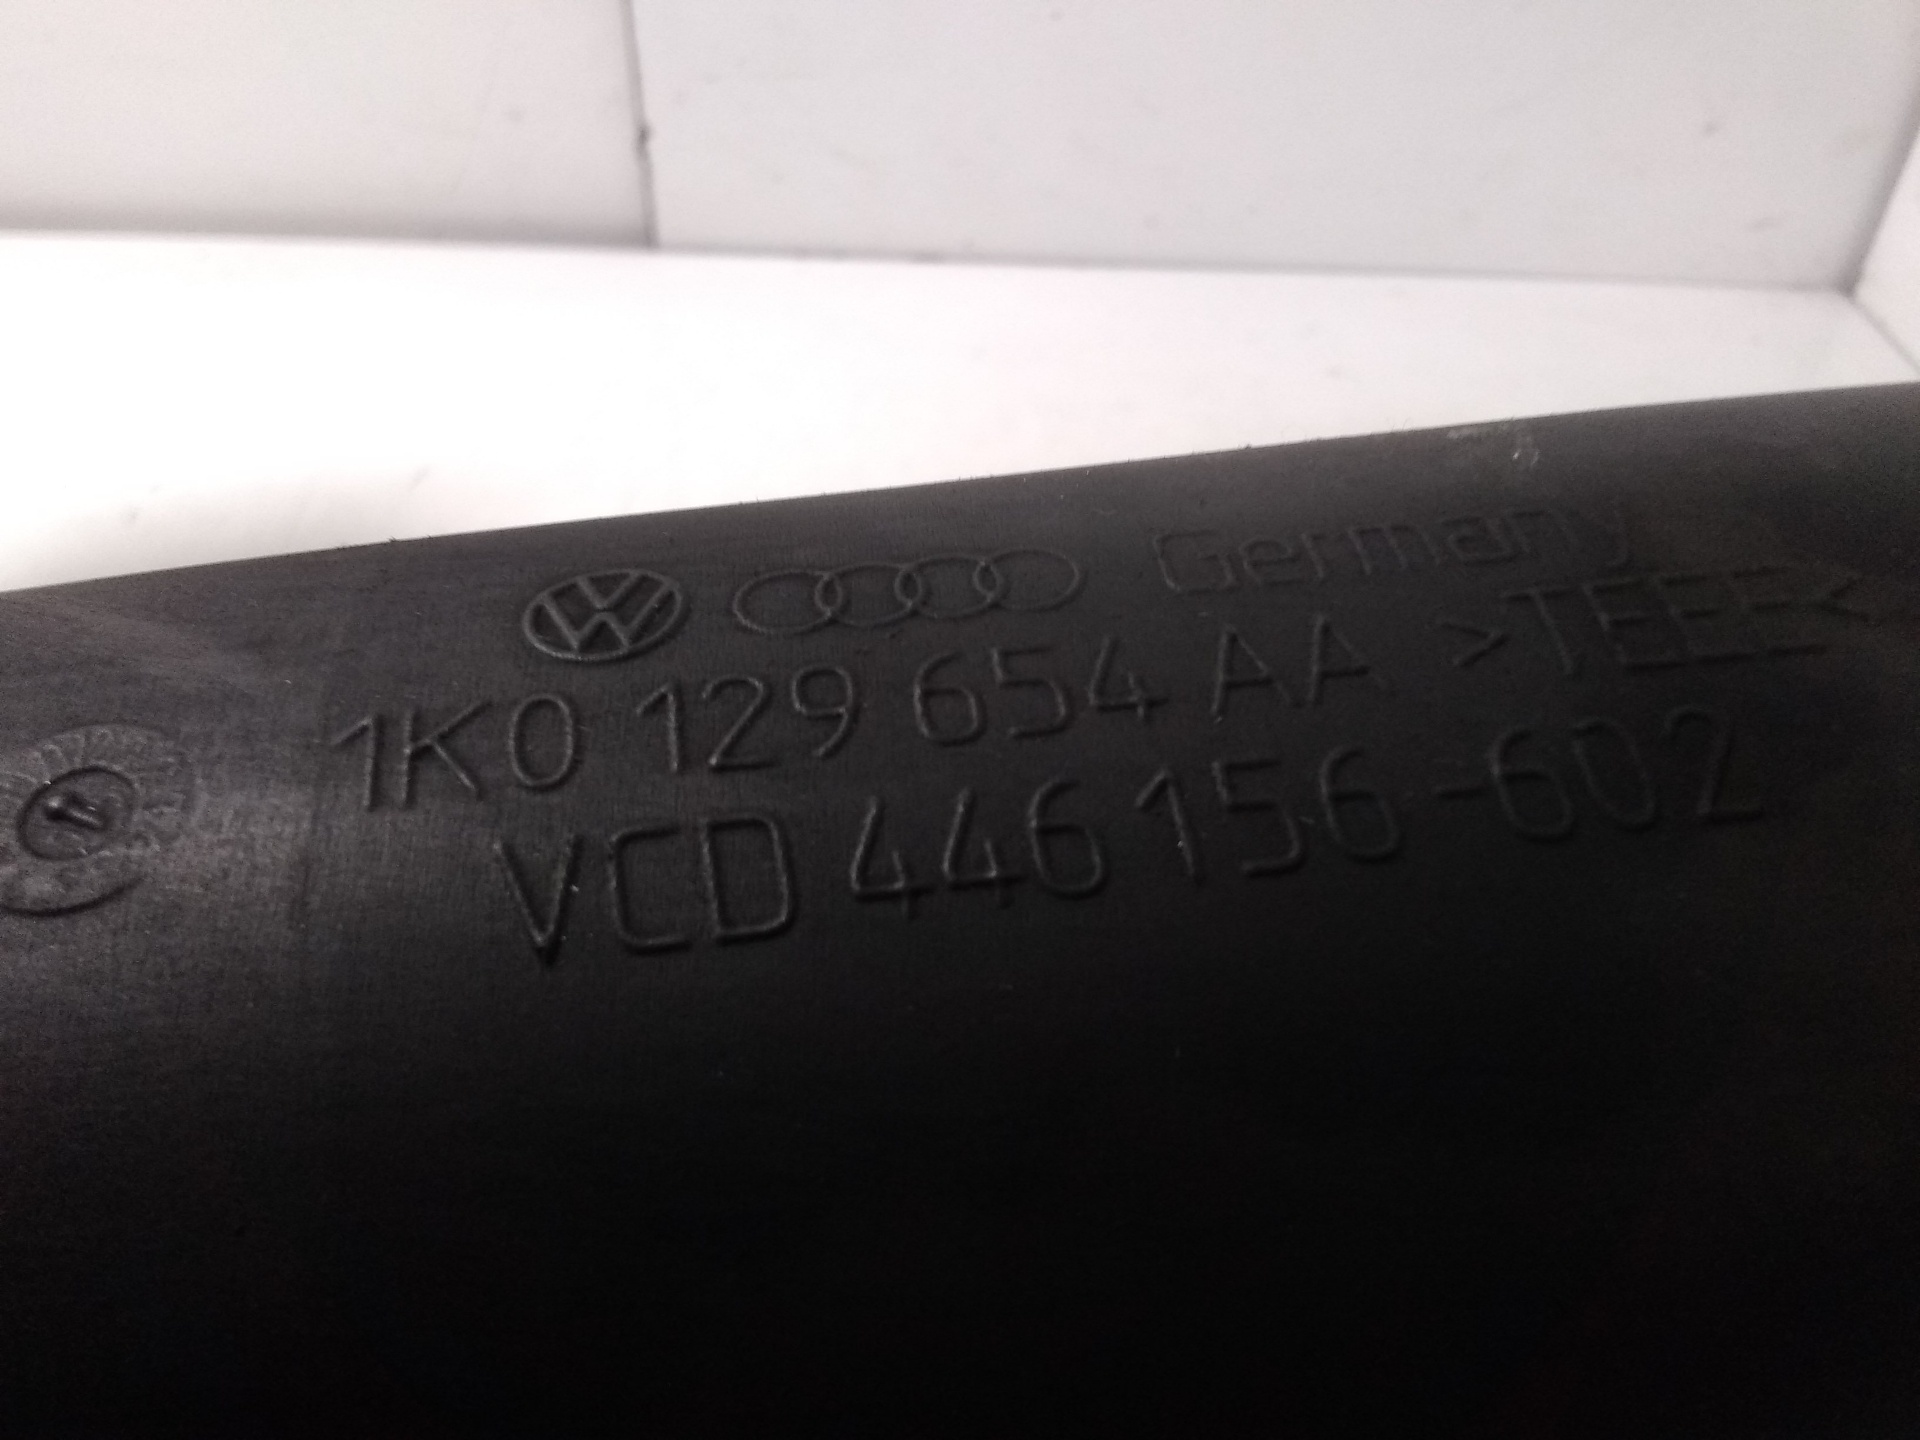 Germany
1K0 129 654 AA >TEEE<
VCD 446 156-602